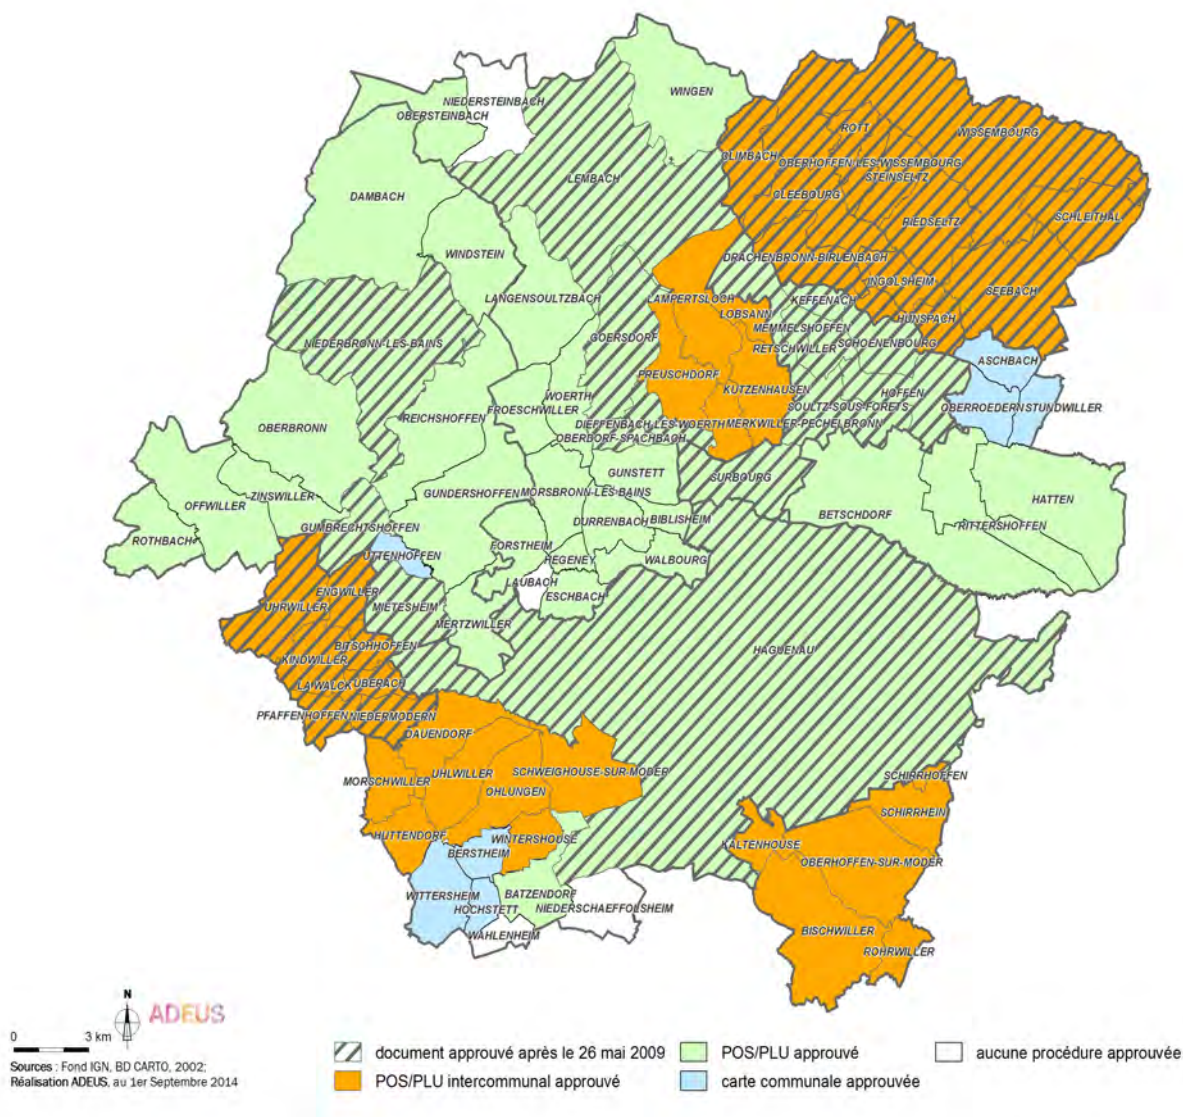 WINGEN
NIEDERSTEINBACH
OBERSTEINBACH
ROTT
WISSEMBOURG
CLIMBACH
OBERHOFFEN-LES-WISSEMBOURG
STEINSELTZ
LEMBACH
DAMBACH
CLEEBOURG
SCHLEITHAL
RIEDSELTZ
WINDSTEIN
DRACHENBRONN-BIRLENBACH
INGOLSHEIM
SEEBACH
LANGENSOULTZBACH
LAMPERTSLOCH
KEFFENACH
LOBSANN
HUNSPACH
MEMMELSHOFFEN
GOERSDORF
NIEDERBRONN-LES-BAINS
RETSCHWILLER
SCHOENENBOURG
ASCHBACH
PREUSCHDORF
KUTZENHAUSEN
HOFFEN
WOERTH
FROESCHWILLER
SOULTZ-SOUS-FORETS
OBERROEDERN
STUNDWILLER
REICHSHOFFEN
OBERBRONN
DIEFFENBACH-LES-WOERTH
MERKWILLER-PECHELBRONN
OBERDORF-SPACHBACH
GUNSTETT
SURBOURG
ZINSWILLER
GUNDERSHOFFEN
MORSBRONN-LES-BAINS
HATTEN
OFFWILLER
BETSCHDORF
DURRENBACH
BIBLISHEIM
RITTERSHOFFEN
GUMBRECHTSHOFFEN
ROTHBACH
FORSTHEIM
UTTENHOFFEN
HEGENEY
WALBOURG
LAUBACH
ENGWILLER
ESCHBACH
UHRWILLER
MIETESHEIM
MERTZWILLER
BITSCHHOFFEN
HAGUENAU
KINDWILLER
LA WALCK
UBERACH
PFAFFENHOFFEN
NIEDERMODERN
DAUENDORF
UHLWILLER
SCHWEIGHOUSE-SUR-MODER
SCHIRRHOFFEN
MORSCHWILLER
OHLUNGEN
SCHIRRHEIN
HUTTENDORF
WINTERSHOUSE
KALTENHOUSE
BERSTHEIM
OBERHOFFEN-SUR-MODER
WITTERSHEIM
BATZENDORF
HOCHSTETT
NIEDERSCHAEFFOLSHEIM
BISCHWILLER
WAHLENHEIM
ROHRWILLER
N
ADEUS
0 3 km
Sources : Fond IGN, BD CARTO, 2002;
Réalisation ADEUS, au 1er Septembre 2014
document approuvé après le 26 mai 2009
POS/PLU approuvé
aucune procédure approuvée
POS/PLU intercommunal approuvé
carte communale approuvée